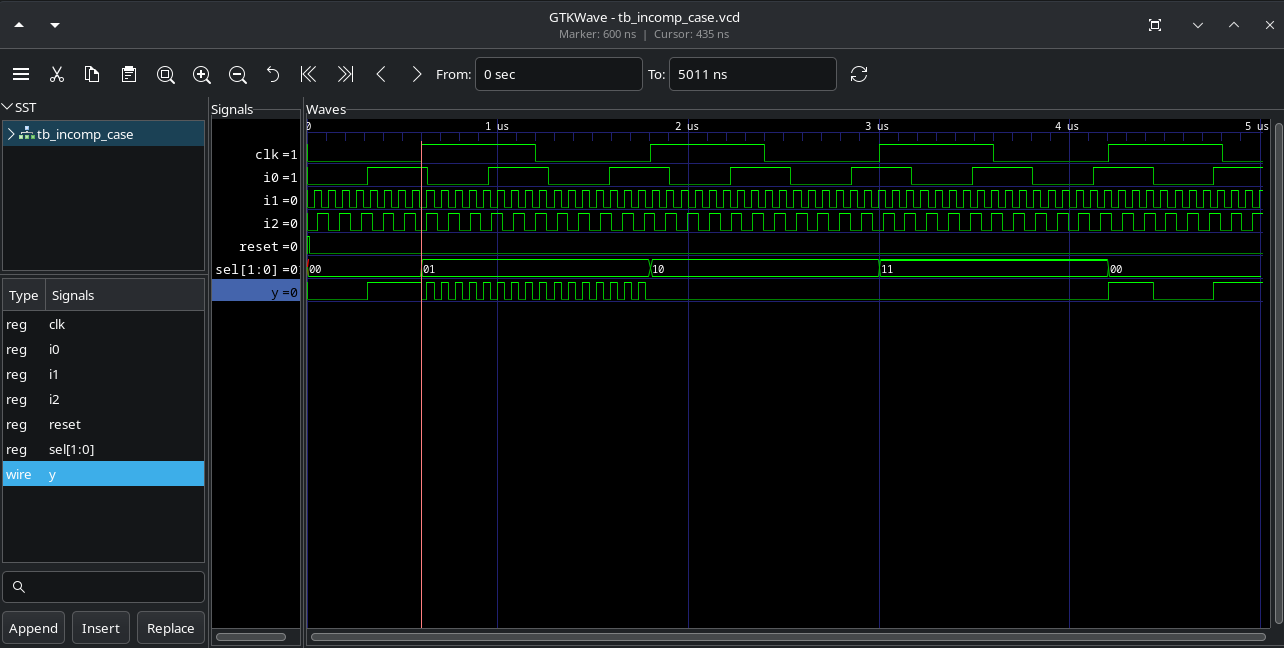 GTKWave - tb_incomp_case.vcd
Marker: 600 ns | Cursor: 435 ns
From: 0 sec To: 5011 ns
SST
tb_incomp_case
Type Signals
reg clk
reg i0
reg i1
reg i2
reg reset
reg sel[1:0]
wire y
Append Insert Replace
Signals
clk=1
i0=1
i1=0
i2=0
reset=0
sel[1:0]=0
y=0
Waves
0 1 us 2 us 3 us 4 us 5 us
00 01 10 11 00